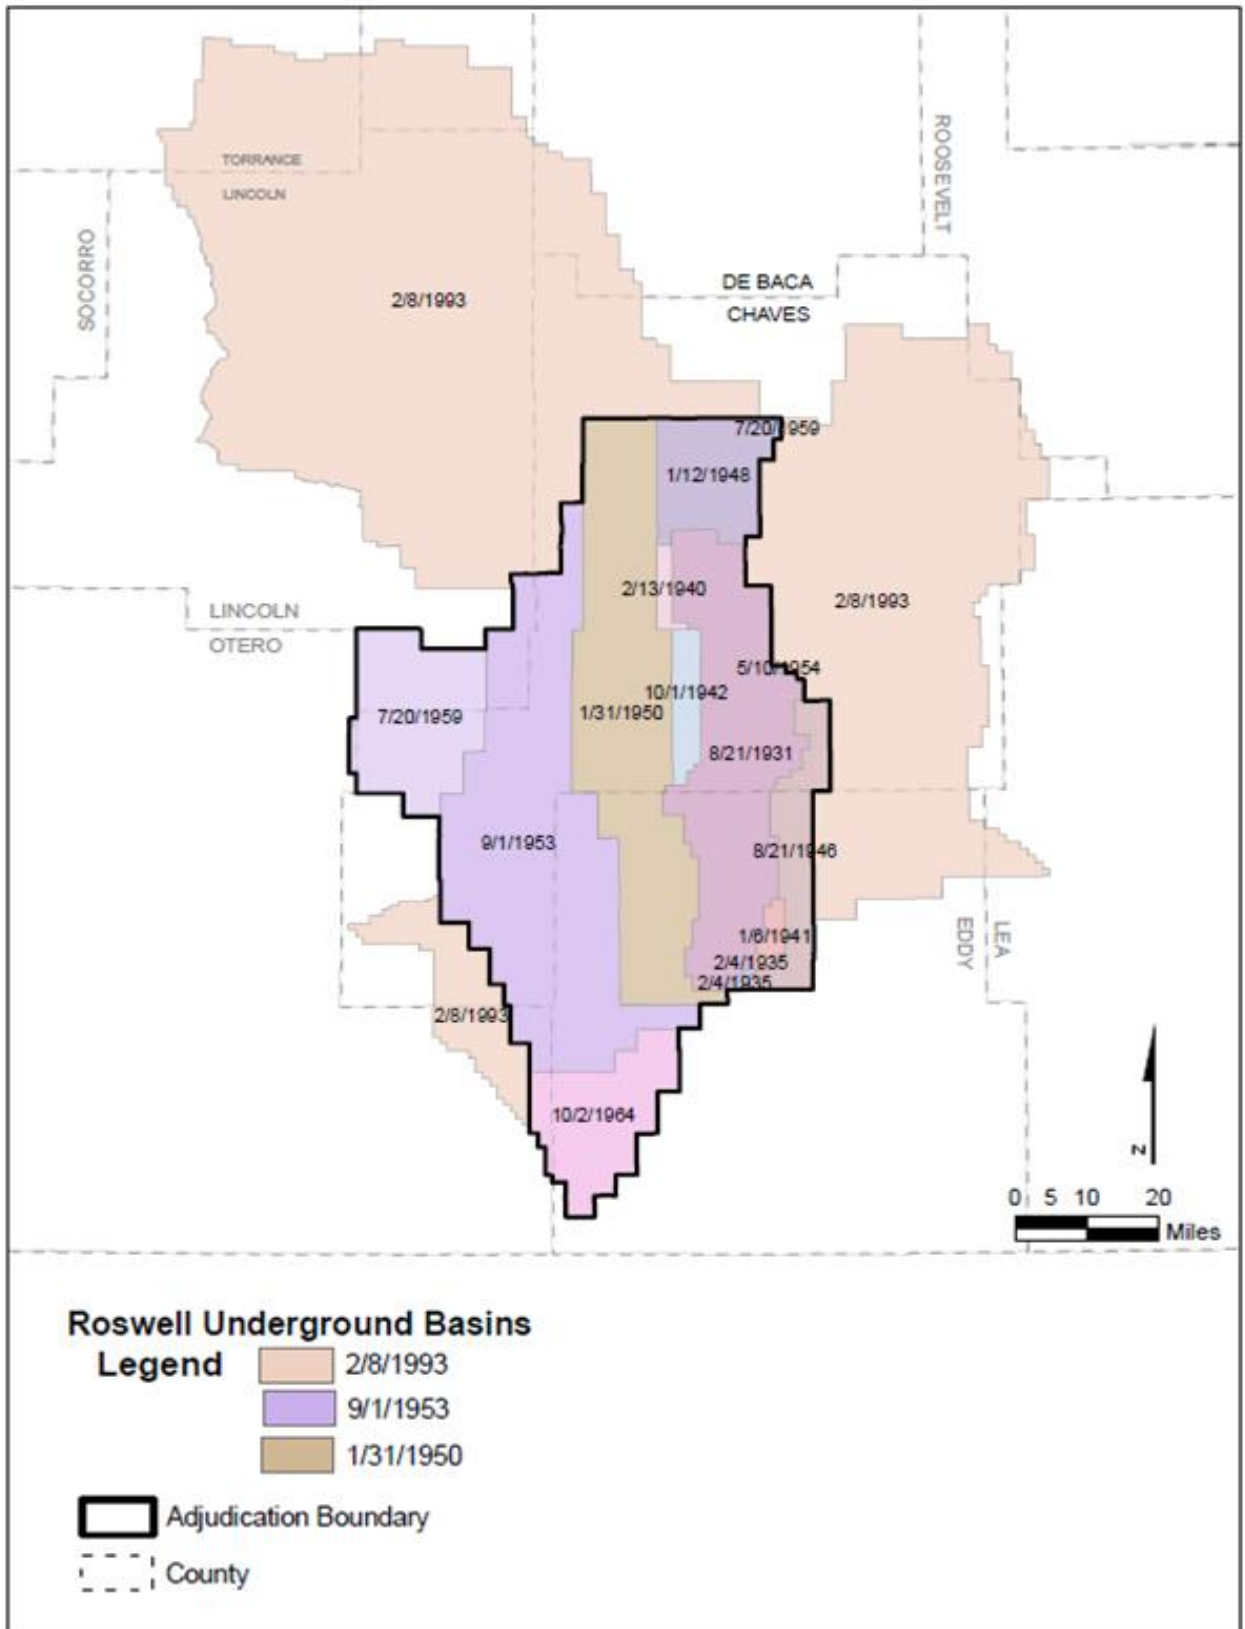 TORRANCE
LINCOLN
ROOSEVELT
SOCORRO
DE BACA
CHAVES
2/8/1993
7/20/1959
1/12/1948
2/13/1940
2/8/1993
LINCOLN
OTERO
5/10/1954
10/1/1942
1/31/1950
7/20/1959
8/21/1931
9/1/1953
8/21/1946
1/6/1941
LEA
EDDY
2/4/1935
2/4/1935
2/8/1993
10/2/1964
N
0 5 10 20
Miles
Roswell Underground Basins
Legend
2/8/1993
9/1/1953
1/31/1950
Adjudication Boundary
County